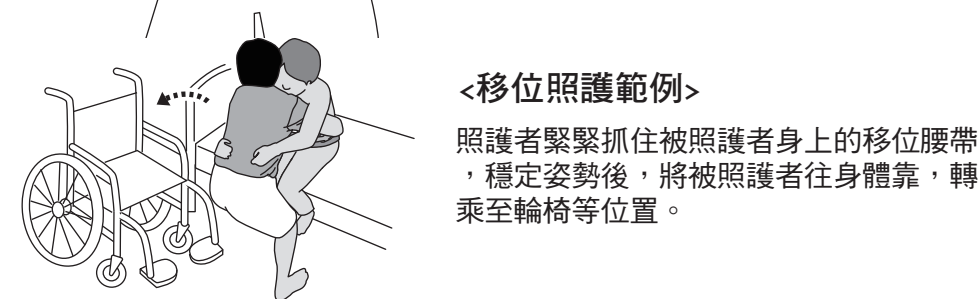 <移位照護範例>
照護者緊緊抓住被照護者身上的移位腰帶
，穩定姿勢後，將被照護者往身體靠，轉
乘至輪椅等位置。